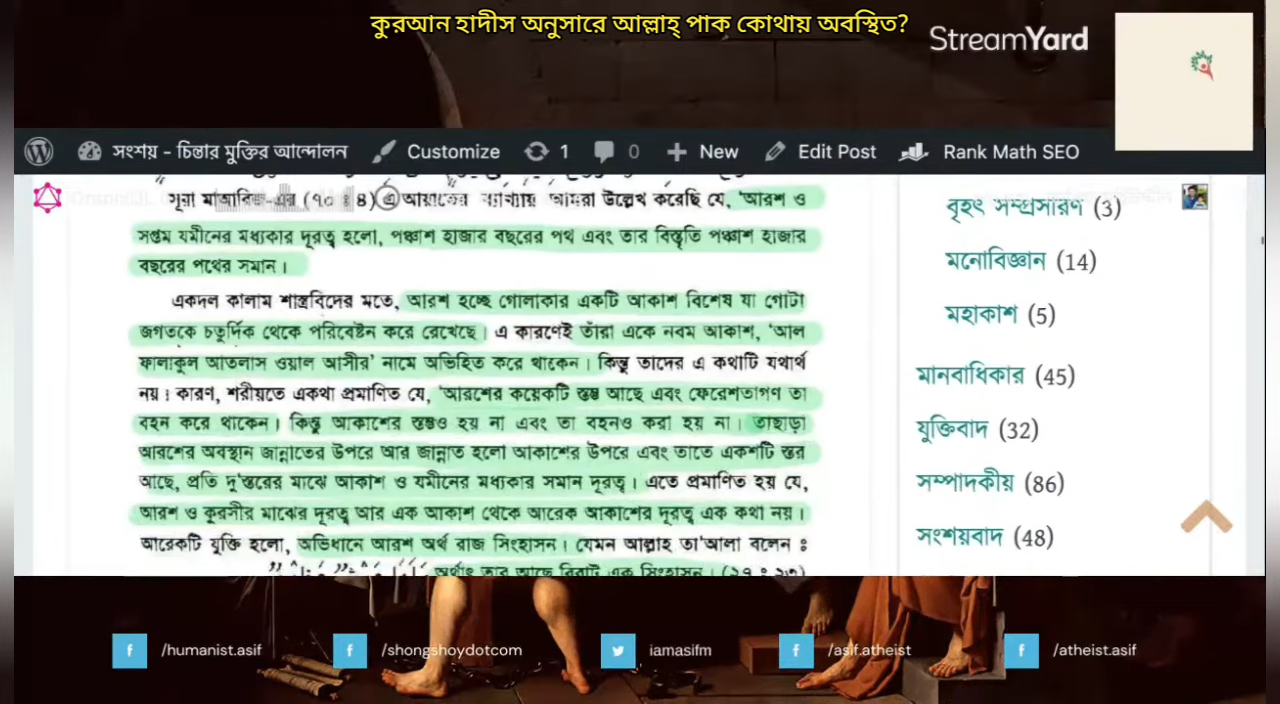 কুরআন হাদীস অনুসারে আল্লাহ্ পাক কোথায় অবস্থিত?
StreamYard
সংশয় - চিন্তার মুক্তির আন্দোলন Customize 1 0 New Edit Post Rank Math SEO
(৭০ ঃ ৪) এ আয়াতের ব্যাখ্যায় আমরা উল্লেখ করেছি যে, 'আরশ ও
সপ্তম যমীনের মধ্যকার দূরত্ব হলো, পঞ্চাশ হাজার বছরের পথ এবং তার বিস্তৃতি পঞ্চাশ হাজার
বছরের পথের সমান।
একদল কালাম শাস্ত্রবিদের মতে, আরশ হচ্ছে গোলাকার একটি আকাশ বিশেষ যা গোটা
জগতকে চতুর্দিক থেকে পরিবেষ্টন করে রেখেছে। এ কারণেই তাঁরা একে নবম আকাশ, 'আল
ফালাকুল আতলাস ওয়াল আসীর' নামে অভিহিত করে থাকেন। কিন্তু তাদের এ কথাটি যথার্থ
নয়। কারণ, শরীয়তে একথা প্রমাণিত যে, 'আরশের কয়েকটি স্তম্ভ আছে এবং ফেরেশতাগণ তা
বহন করে থাকেন। কিন্তু আকাশের স্তম্ভও হয় না এবং তা বহনও করা হয় না। তাছাড়া
আরশের অবস্থান জান্নাতের উপরে আর জান্নাত হলো আকাশের উপরে এবং তাতে একশটি স্তর
আছে, প্রতি দু'স্তরের মাঝে আকাশ ও যমীনের মধ্যকার সমান দূরত্ব। এতে প্রমাণিত হয় যে,
আরশ ও কুরসীর মাঝের দূরত্ব আর এক আকাশ থেকে আরেক আকাশের দূরত্ব এক কথা নয়।
আরেকটি যুক্তি হলো, অভিধানে আরশ অর্থ রাজ সিংহাসন। যেমন আল্লাহ তা'আলা বলেন ঃ
অর্থাৎ তার আছে বিরাট এক সিংহাসন। (২৭ ঃ ২৩)
বৃহৎ সম্প্রসারণ (3)
মনোবিজ্ঞান (14)
মহাকাশ (5)
মানবাধিকার (45)
যুক্তিবাদ (32)
সম্পাদকীয় (86)
সংশয়বাদ (48)
/humanist.asif /shongshoydotcom iamasifm /asif.atheist /atheist.asif